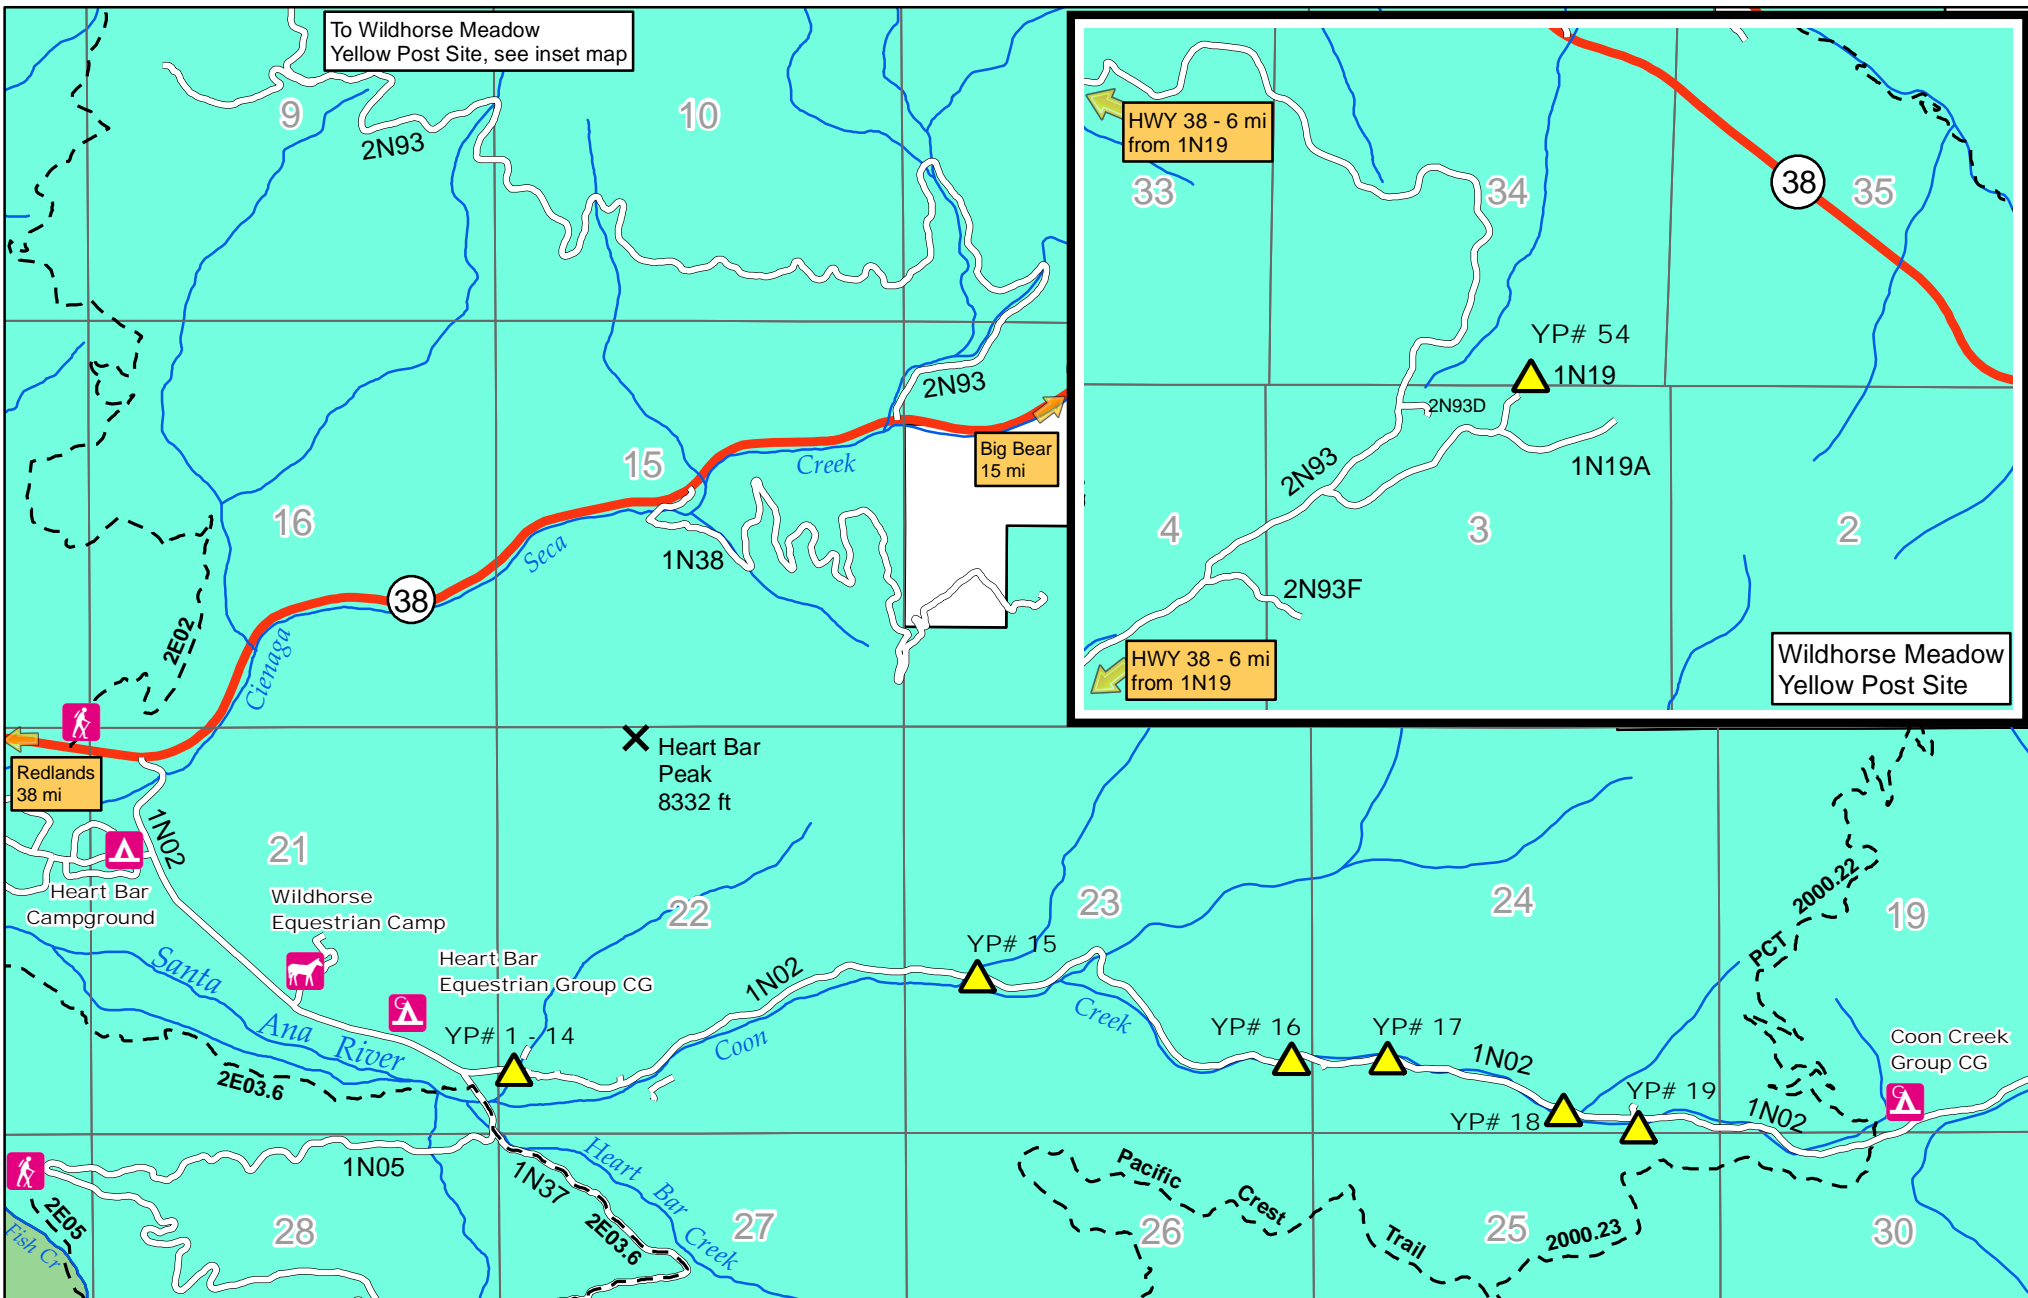 To Wildhorse Meadow
Yellow Post Site, see inset map
9
10
2N93
2N93
15
Creek
Big Bear
15 mi
16
Seca
1N38
38
2E02
Cienaga
Redlands
38 mi
Heart Bar
Peak
8332 ft
HWY 38 - 6 mi
from 1N19
33
34
38
35
YP# 54
1N19
2N93D
2N93
1N19A
4
3
2
2N93F
HWY 38 - 6 mi
from 1N19
Wildhorse Meadow
Yellow Post Site
1N02
21
Heart Bar
Campground
Wildhorse
Equestrian Camp
22
23
24
19
2000.22
PCT
Heart Bar
Equestrian Group CG
G
YP# 15
1N02
Santa
Ana
River
YP# 1 - 14
Coon
Creek
YP# 16
YP# 17
1N02
Coon Creek
Group CG
G
2E03.6
YP# 18
YP# 19
1N02
1N05
1N37
Heart
Bar
Creek
2E03.6
2E05
Fish Cr
28
27
Pacific
Crest
Trail
26
25
2000.23
30